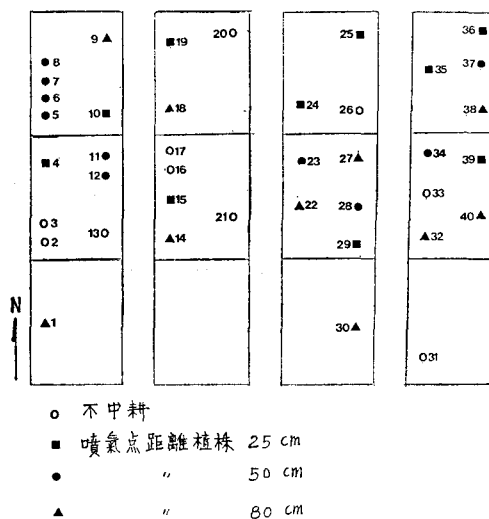 9 ▲ ■ 19 20 O 25 ■ 36 ■
● 8 ■ 35 37 ●
● 7
● 6 ▲ 18 ■ 24 26 O 38 ▲
● 5 10 ■
■ 4 11 ● O 17 ● 23 27 ▲ ● 34 39 ■
12 ● O 16
O 3 ■ 15 21 O ▲ 22 28 ● O 33 40 ▲
O 2 13 O ▲ 14 29 ■ ▲ 32
N
▲ 1 30 ▲
O 31
○ 不中耕
■ 噴氣点距離植株 25 cm
● 〃 50 cm
▲ 〃 80 cm